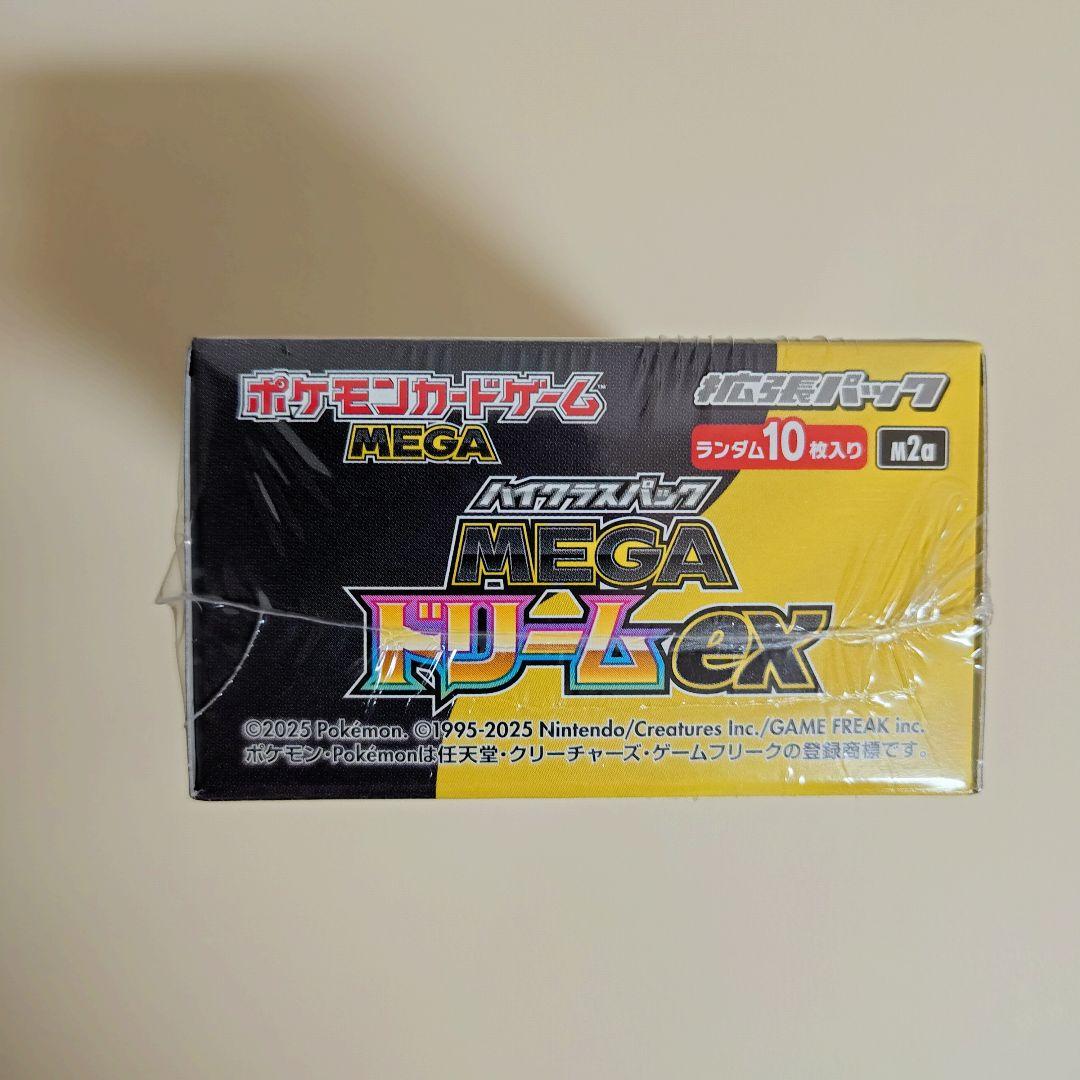 ポケモンカードゲーム™
MEGA
拡張パック
ランダム10枚入り
M2a
ハイクラスパック
MEGA
ドリームex
©2025 Pokémon. ©1995-2025 Nintendo/Creatures Inc./GAME FREAK inc.
ポケモン・Pokémonは任天堂・クリーチャーズ・ゲームフリークの登録商標です。